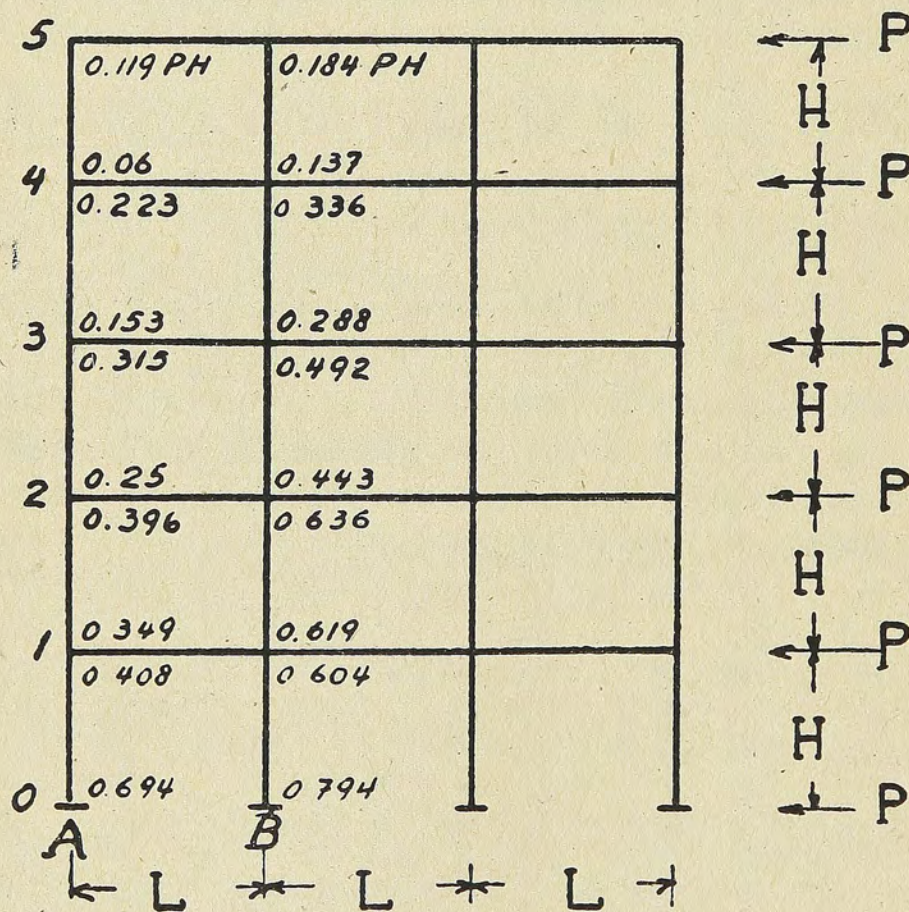 5 P
0.119 PH 0.184 PH
H
0.06 0.137
4 P
0.223 0 336
H
0.153 0.288
3 P
0.315 0.492
H
0.25 0.443
2 P
0.396 0 636
H
0 349 0.619
1 P
0 408 0 604
H
0 0.694 0 794 P
A B
L L L